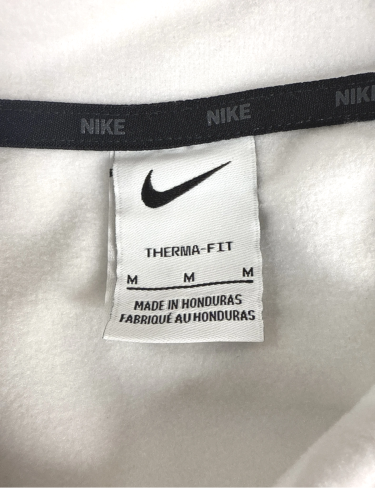 NIKE NIKE NIKE
THERMA-FIT
M M M
MADE IN HONDURAS
FABRIQUÉ AU HONDURAS